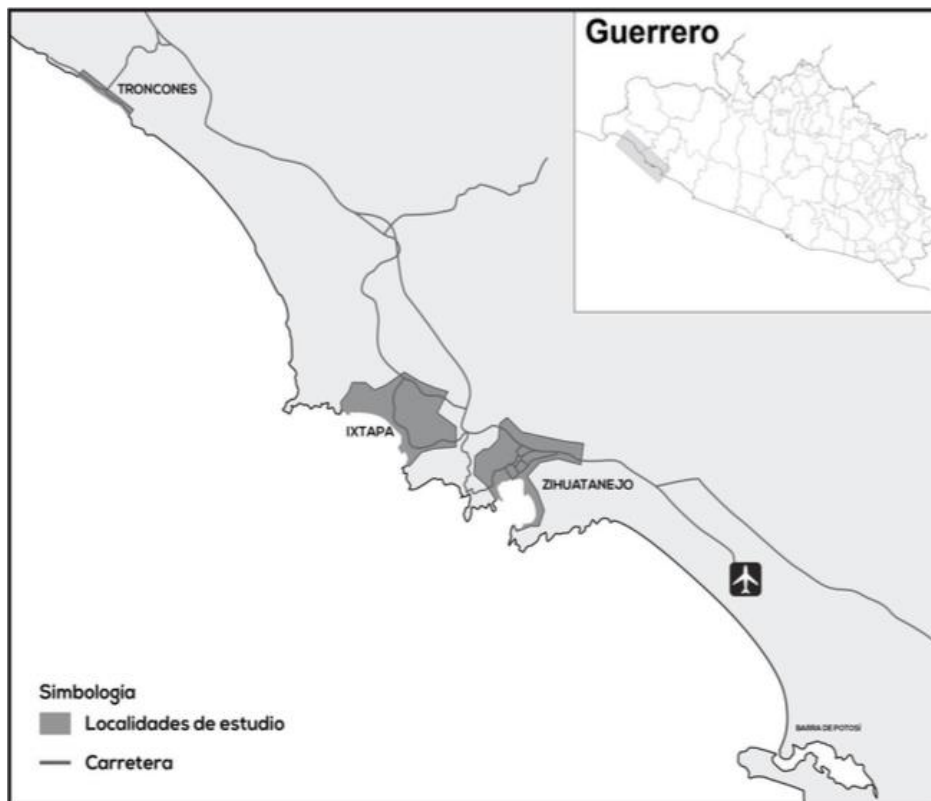 Guerrero
TRONCONES
IXTAPA
ZIHUATANEJO
BARRA DE POTOSÍ
Simbología
Localidades de estudio
Carretera